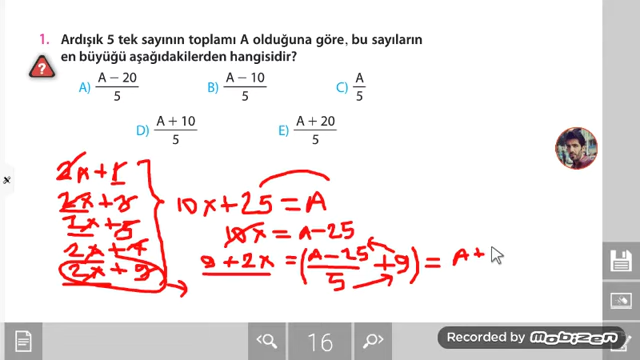 1. Ardışık 5 tek sayının toplamı A olduğuna göre, bu sayıların
en büyüğü aşağıdakilerden hangisidir?
A) (A − 20)/5 B) (A − 10)/5 C) A/5
D) (A + 10)/5 E) (A + 20)/5
2x + 1
2x + 3
2x + 5
2x + 7
2x + 9
10x + 25 = A
10x = A - 25
9 + 2x = (A - 25/5 + 9) = A +
16
Recorded by mobizen